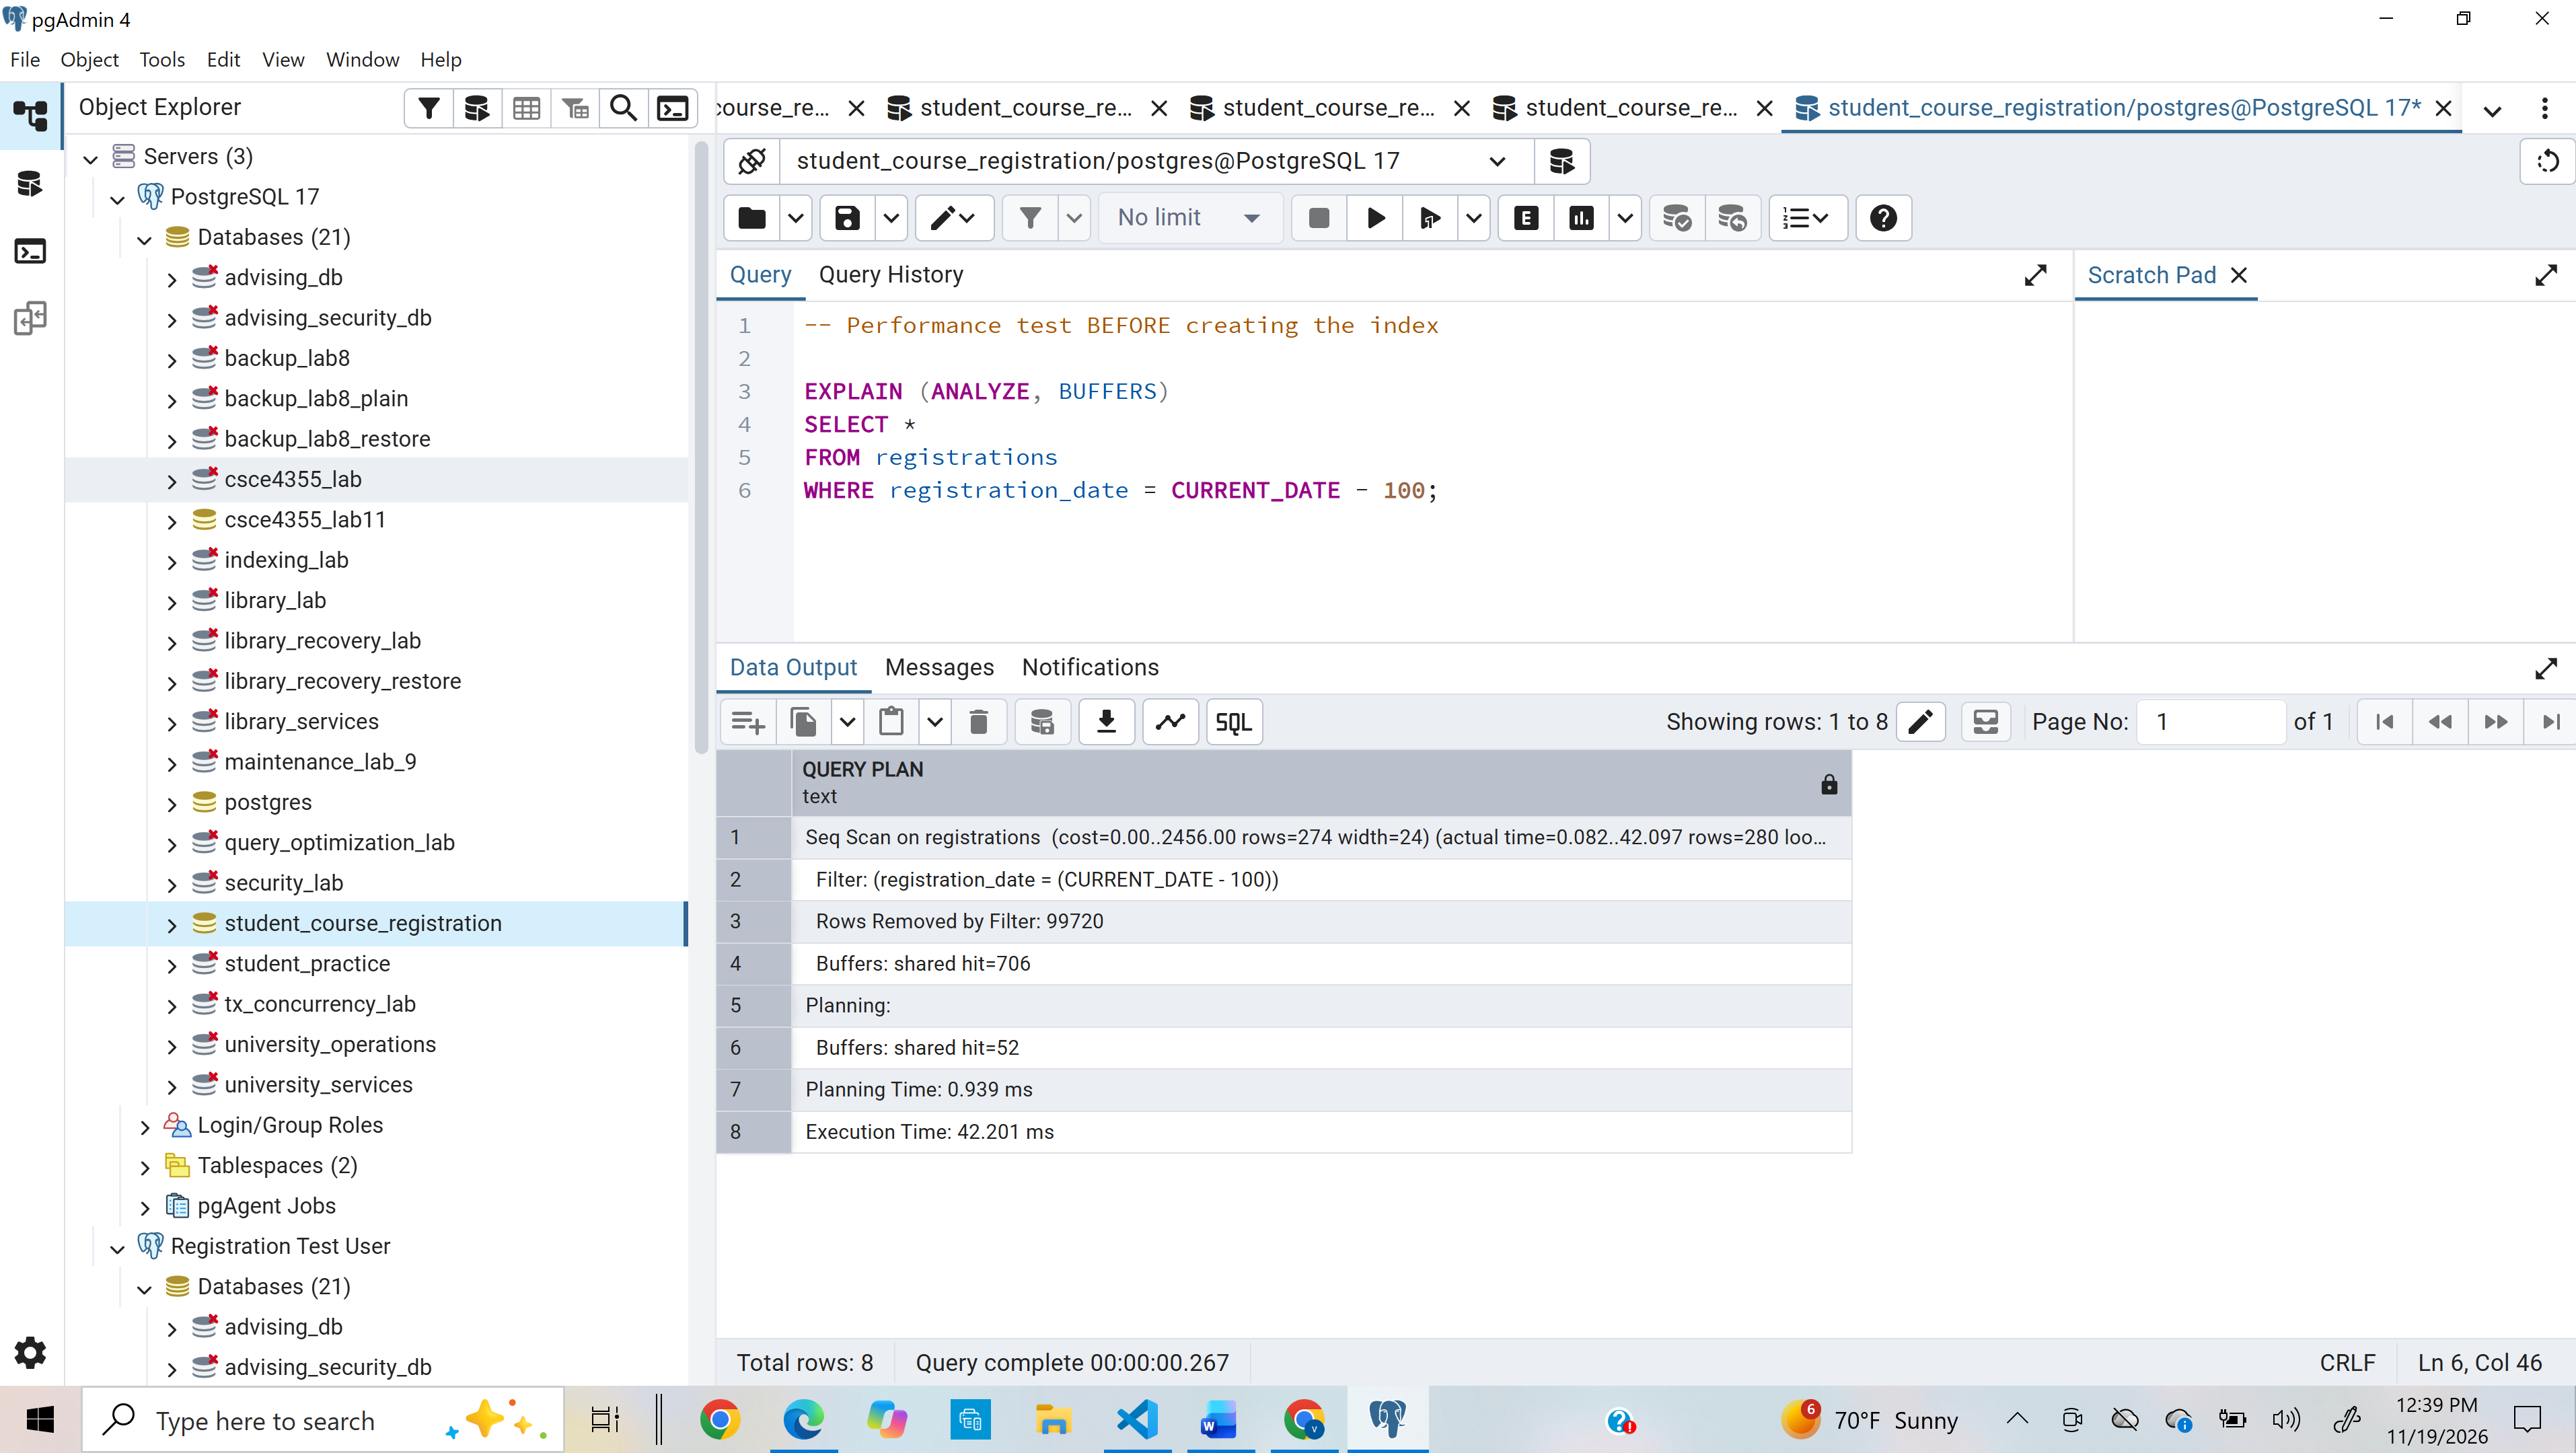 pgAdmin 4
File Object Tools Edit View Window Help
Object Explorer
Servers (3)
PostgreSQL 17
Databases (21)
advising_db
advising_security_db
backup_lab8
backup_lab8_plain
backup_lab8_restore
csce4355_lab
csce4355_lab11
indexing_lab
library_lab
library_recovery_lab
library_recovery_restore
library_services
maintenance_lab_9
postgres
query_optimization_lab
security_lab
student_course_registration
student_practice
tx_concurrency_lab
university_operations
university_services
Login/Group Roles
Tablespaces (2)
pgAgent Jobs
Registration Test User
Databases (21)
advising_db
advising_security_db
course_re... student_course_re... student_course_re... student_course_re... student_course_registration/postgres@PostgreSQL 17*
student_course_registration/postgres@PostgreSQL 17
No limit
Query Query History
Scratch Pad
1 -- Performance test BEFORE creating the index
2
3 EXPLAIN (ANALYZE, BUFFERS)
4 SELECT *
5 FROM registrations
6 WHERE registration_date = CURRENT_DATE - 100;
Data Output Messages Notifications
SQL
Showing rows: 1 to 8 Page No: 1 of 1
QUERY PLAN
text
1 Seq Scan on registrations (cost=0.00..2456.00 rows=274 width=24) (actual time=0.082..42.097 rows=280 loo...
2 Filter: (registration_date = (CURRENT_DATE - 100))
3 Rows Removed by Filter: 99720
4 Buffers: shared hit=706
5 Planning:
6 Buffers: shared hit=52
7 Planning Time: 0.939 ms
8 Execution Time: 42.201 ms
Total rows: 8 Query complete 00:00:00.267 CRLF Ln 6, Col 46
Type here to search
6 70°F Sunny
12:39 PM
11/19/2026